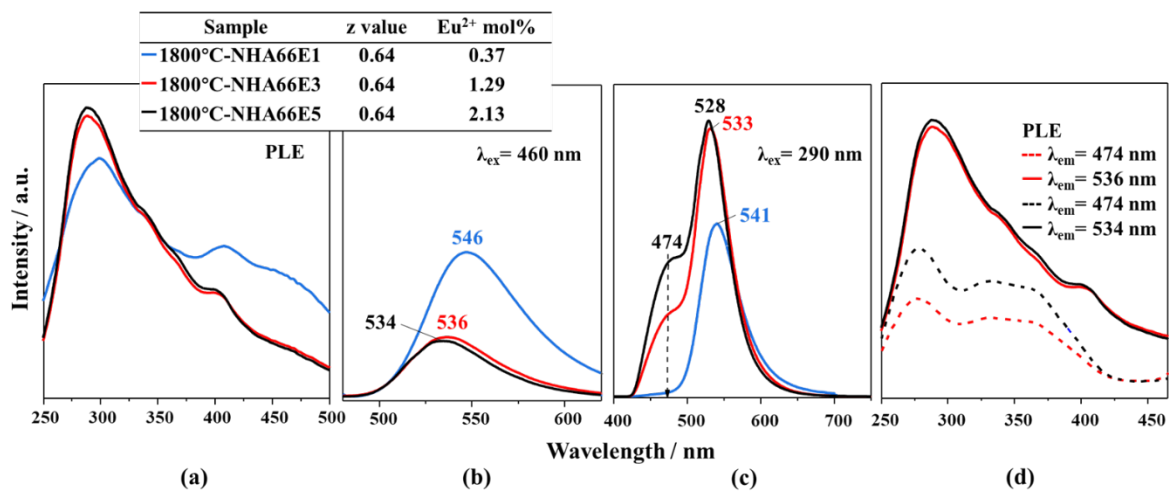 Sample z value Eu²⁺ mol%
1800°C-NHA66E1 0.64 0.37
1800°C-NHA66E3 0.64 1.29
1800°C-NHA66E5 0.64 2.13
Intensity / a.u.
PLE
250 300 350 400 450 500
(a)
λex= 460 nm
546
534 536
500 550 600
(b)
528
533
λex= 290 nm
541
474
400 500 600 700 800
(c)
PLE
λem= 474 nm
λem= 536 nm
λem= 474 nm
λem= 534 nm
250 300 350 400 450
(d)
Wavelength / nm